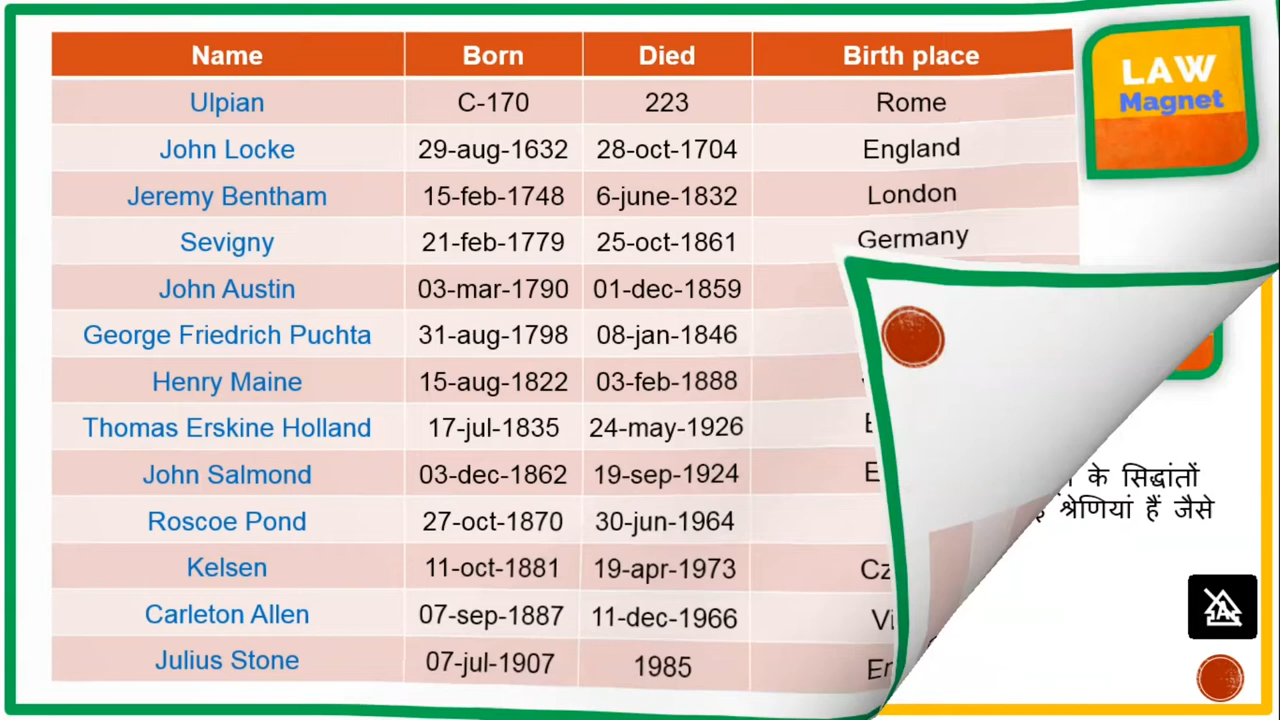 Name Born Died Birth place
LAW
Magnet
Ulpian C-170 223 Rome
John Locke 29-aug-1632 28-oct-1704 England
Jeremy Bentham 15-feb-1748 6-june-1832 London
Sevigny 21-feb-1779 25-oct-1861 Germany
John Austin 03-mar-1790 01-dec-1859
George Friedrich Puchta 31-aug-1798 08-jan-1846
Henry Maine 15-aug-1822 03-feb-1888
Thomas Erskine Holland 17-jul-1835 24-may-1926
John Salmond 03-dec-1862 19-sep-1924
के सिद्धांतों
Roscoe Pond 27-oct-1870 30-jun-1964
श्रेणियां हैं जैसे
Kelsen 11-oct-1881 19-apr-1973
Carleton Allen 07-sep-1887 11-dec-1966
Julius Stone 07-jul-1907 1985